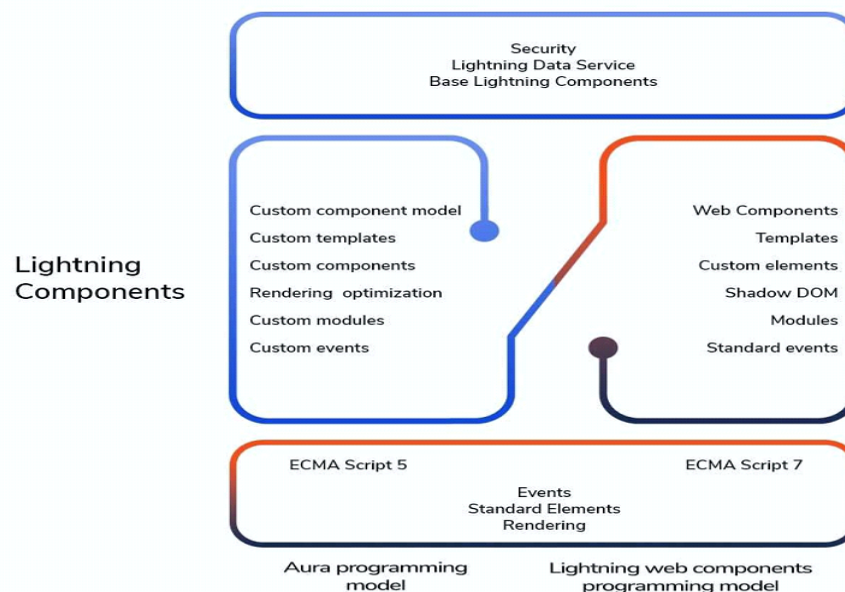 Security
Lightning Data Service
Base Lightning Components
Lightning
Components
Custom component model
Custom templates
Custom components
Rendering optimization
Custom modules
Custom events
Web Components
Templates
Custom elements
Shadow DOM
Modules
Standard events
ECMA Script 5
ECMA Script 7
Events
Standard Elements
Rendering
Aura programming
model
Lightning web components
programming model